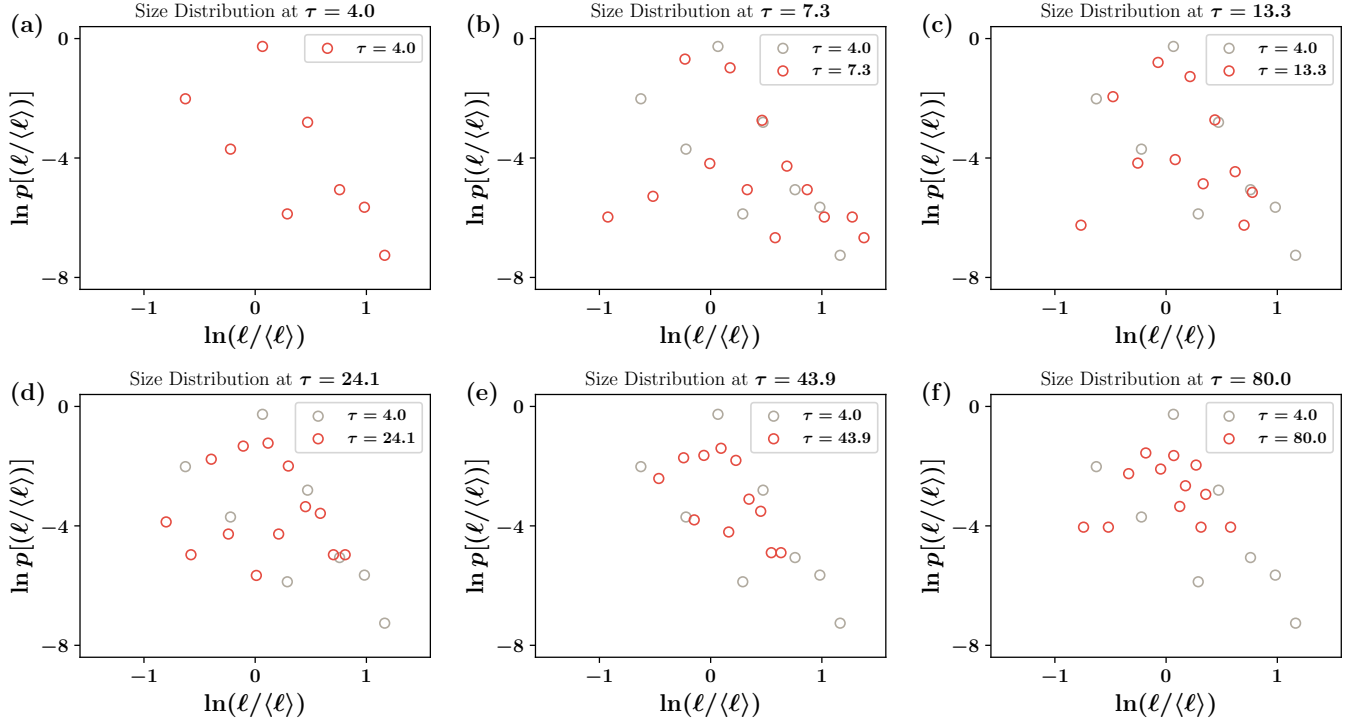 (a)
Size Distribution at τ = 4.0
0
−4
−8
ln p[(ℓ/⟨ℓ⟩)]
τ = 4.0
−1 0 1
ln(ℓ/⟨ℓ⟩)
(b)
Size Distribution at τ = 7.3
0
−4
−8
ln p[(ℓ/⟨ℓ⟩)]
τ = 4.0
τ = 7.3
−1 0 1
ln(ℓ/⟨ℓ⟩)
(c)
Size Distribution at τ = 13.3
0
−4
−8
ln p[(ℓ/⟨ℓ⟩)]
τ = 4.0
τ = 13.3
−1 0 1
ln(ℓ/⟨ℓ⟩)
(d)
Size Distribution at τ = 24.1
0
−4
−8
ln p[(ℓ/⟨ℓ⟩)]
τ = 4.0
τ = 24.1
−1 0 1
ln(ℓ/⟨ℓ⟩)
(e)
Size Distribution at τ = 43.9
0
−4
−8
ln p[(ℓ/⟨ℓ⟩)]
τ = 4.0
τ = 43.9
−1 0 1
ln(ℓ/⟨ℓ⟩)
(f)
Size Distribution at τ = 80.0
0
−4
−8
ln p[(ℓ/⟨ℓ⟩)]
τ = 4.0
τ = 80.0
−1 0 1
ln(ℓ/⟨ℓ⟩)